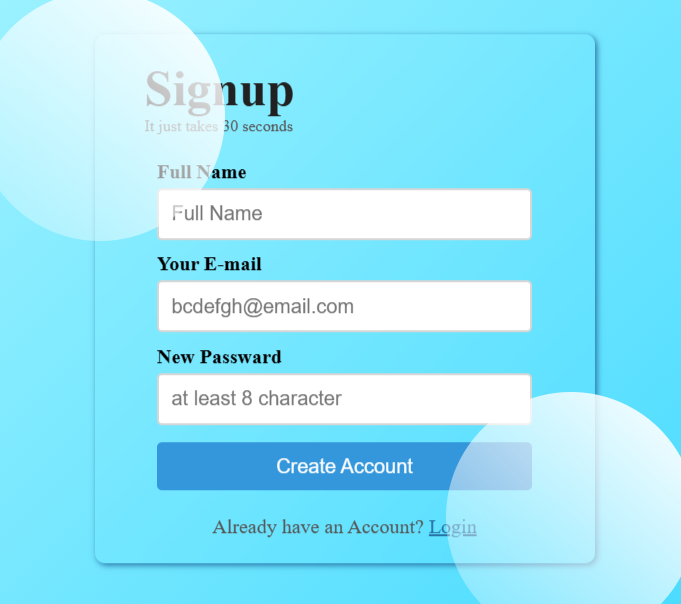 Signup
It just takes 30 seconds
Full Name
Full Name
Your E-mail
bcdefgh@email.com
New Passward
at least 8 character
Create Account
Already have an Account? Login